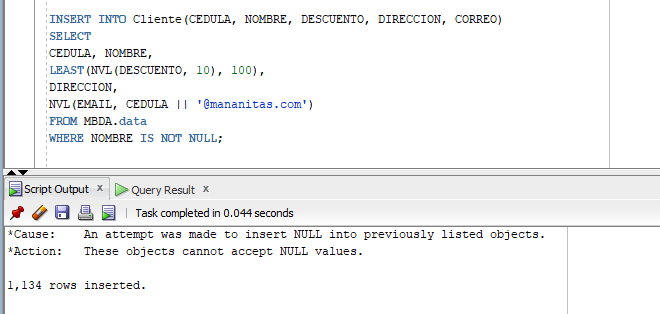 INSERT INTO Cliente(CEDULA, NOMBRE, DESCUENTO, DIRECCION, CORREO)
SELECT
CEDULA, NOMBRE,
LEAST(NVL(DESCUENTO, 10), 100),
DIRECCION,
NVL(EMAIL, CEDULA || '@mananitas.com')
FROM MBDA.data
WHERE NOMBRE IS NOT NULL;
Script Output x Query Result x
Task completed in 0.044 seconds
*Cause: An attempt was made to insert NULL into previously listed objects.
*Action: These objects cannot accept NULL values.
1,134 rows inserted.